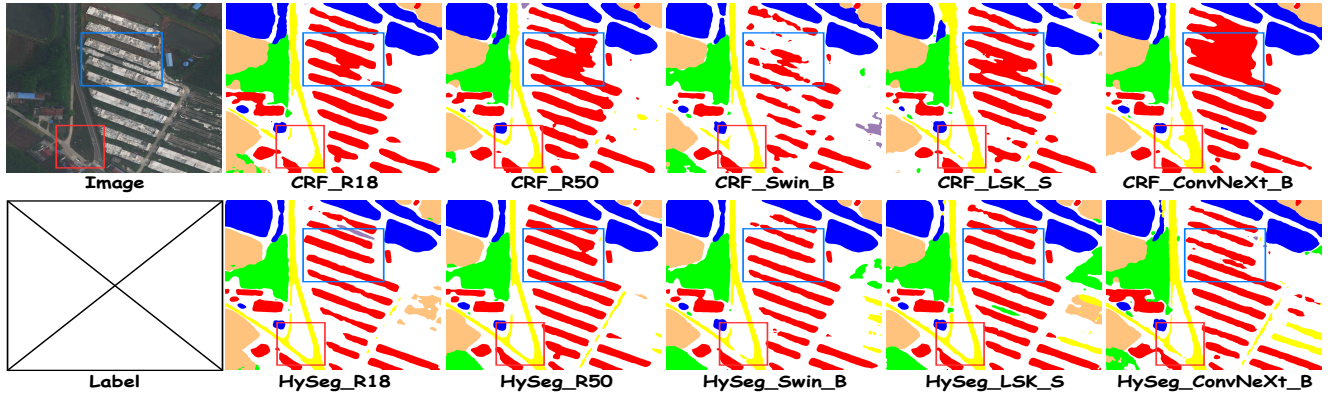 Image CRF_R18 CRF_R50 CRF_Swin_B CRF_LSK_S CRF_ConvNeXt_B
Label HySeg_R18 HySeg_R50 HySeg_Swin_B HySeg_LSK_S HySeg_ConvNeXt_B